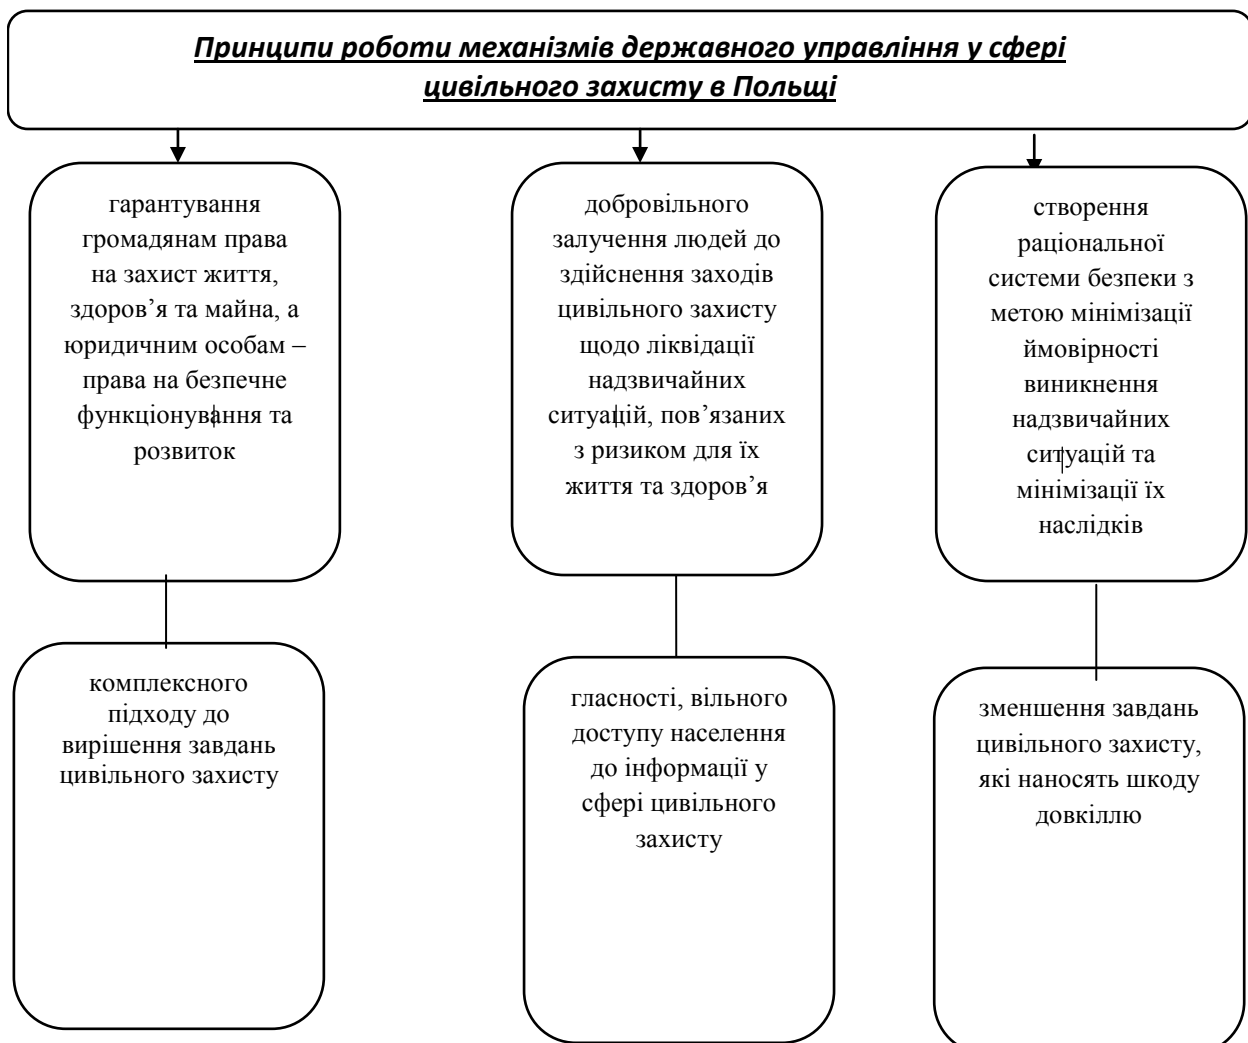 Принципи роботи механізмів державного управління у сфері
цивільного захисту в Польщі
гарантування
громадянам права
на захист життя,
здоров’я та майна, а
юридичним особам –
права на безпечне
функціонування та
розвиток
добровільного
залучення людей до
здійснення заходів
цивільного захисту
щодо ліквідації
надзвичайних
ситуацій, пов’язаних
з ризиком для їх
життя та здоров’я
створення
раціональної
системи безпеки з
метою мінімізації
ймовірності
виникнення
надзвичайних
ситуацій та
мінімізації їх
наслідків
комплексного
підходу до
вирішення завдань
цивільного захисту
гласності, вільного
доступу населення
до інформації у
сфері цивільного
захисту
зменшення завдань
цивільного захисту,
які наносять шкоду
довкіллю